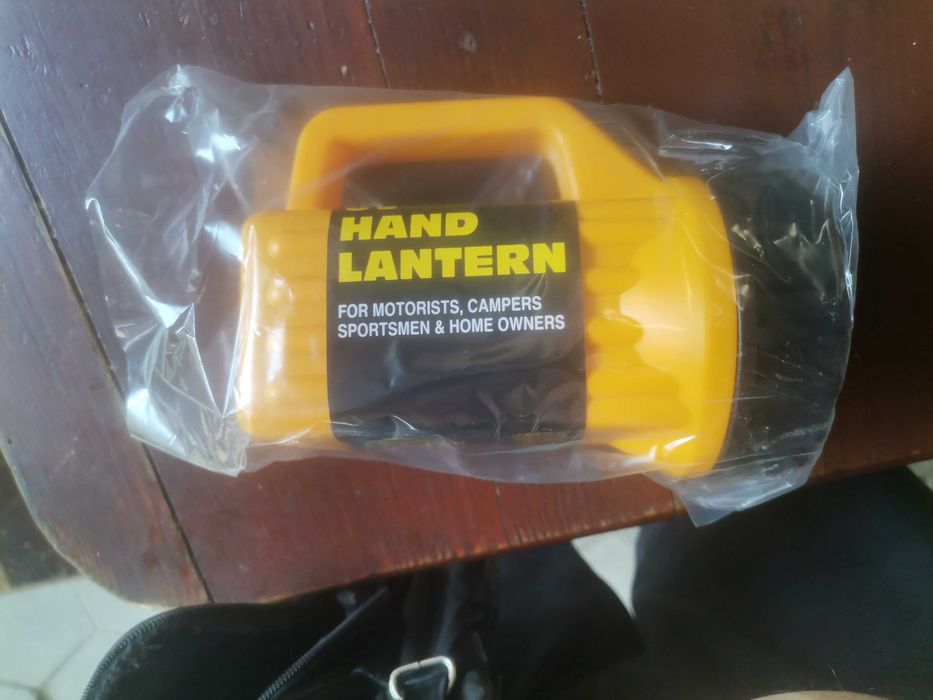 HAND
LANTERN
FOR MOTORISTS, CAMPERS
SPORTSMEN & HOME OWNERS